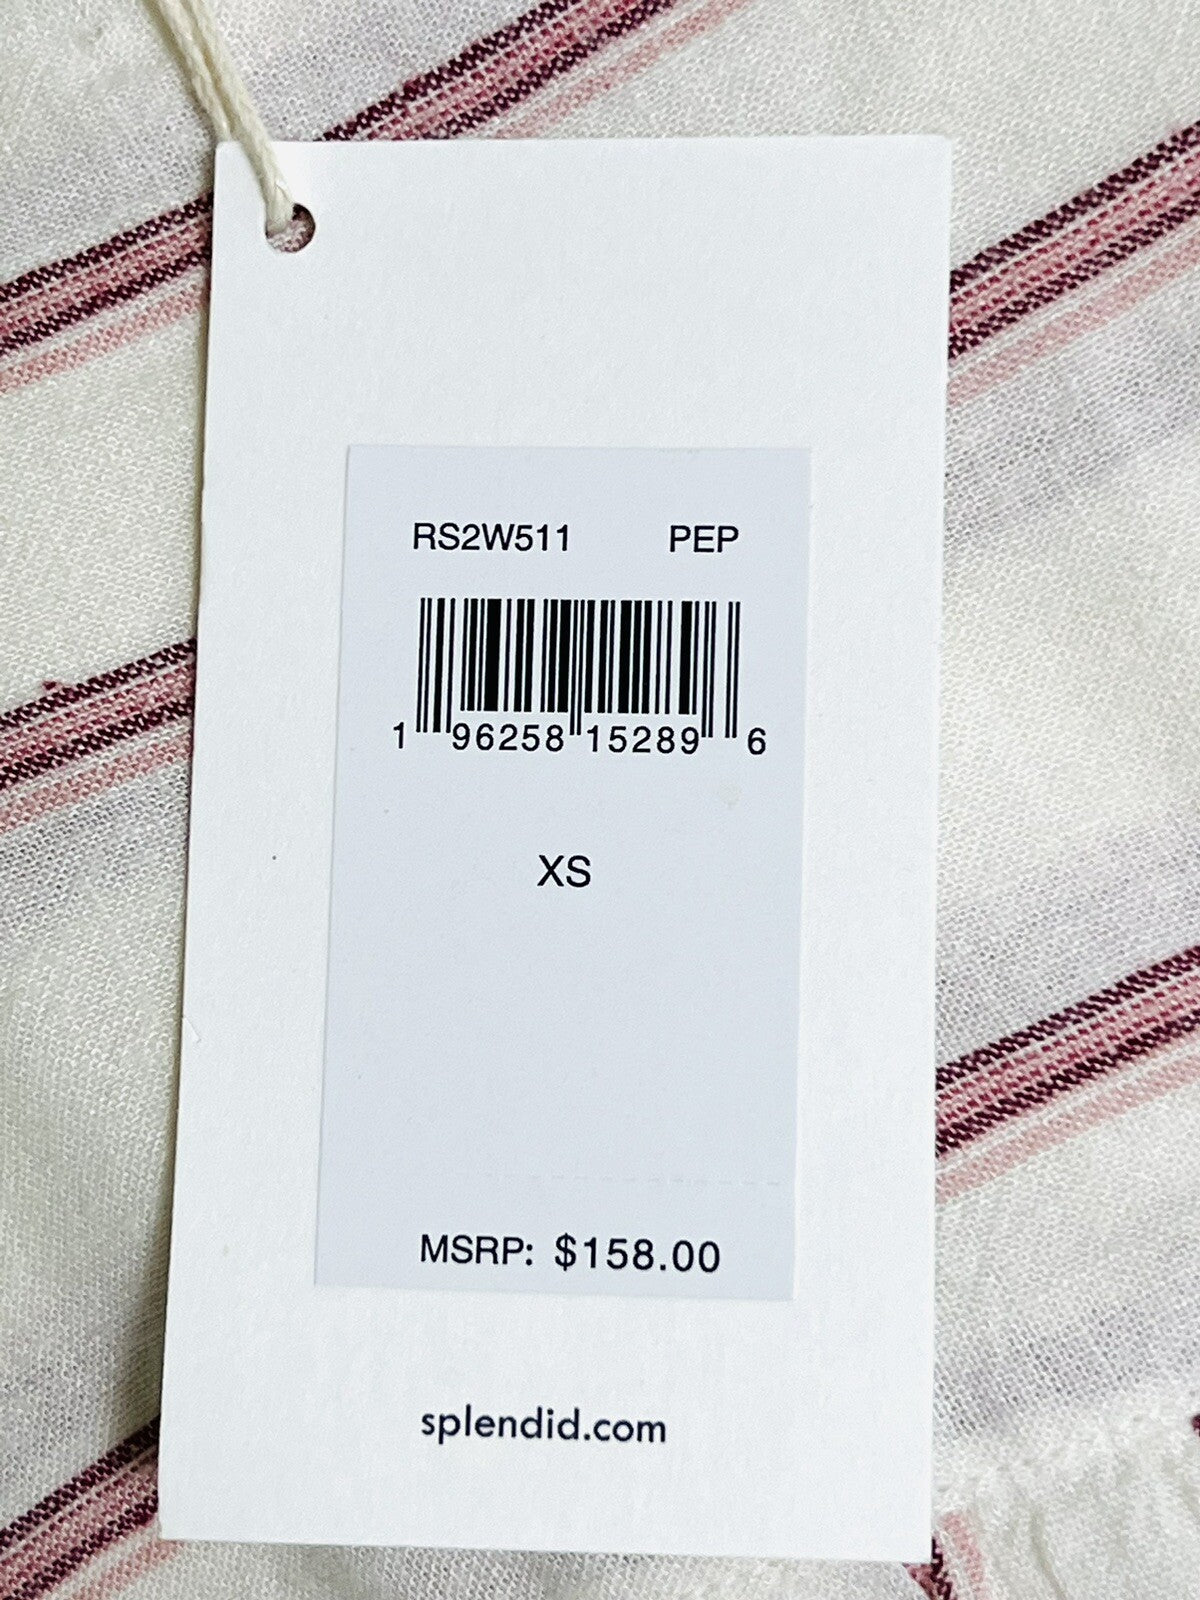 RS2W511 PEP
1 96258 15289 6
XS
MSRP: $158.00
splendid.com